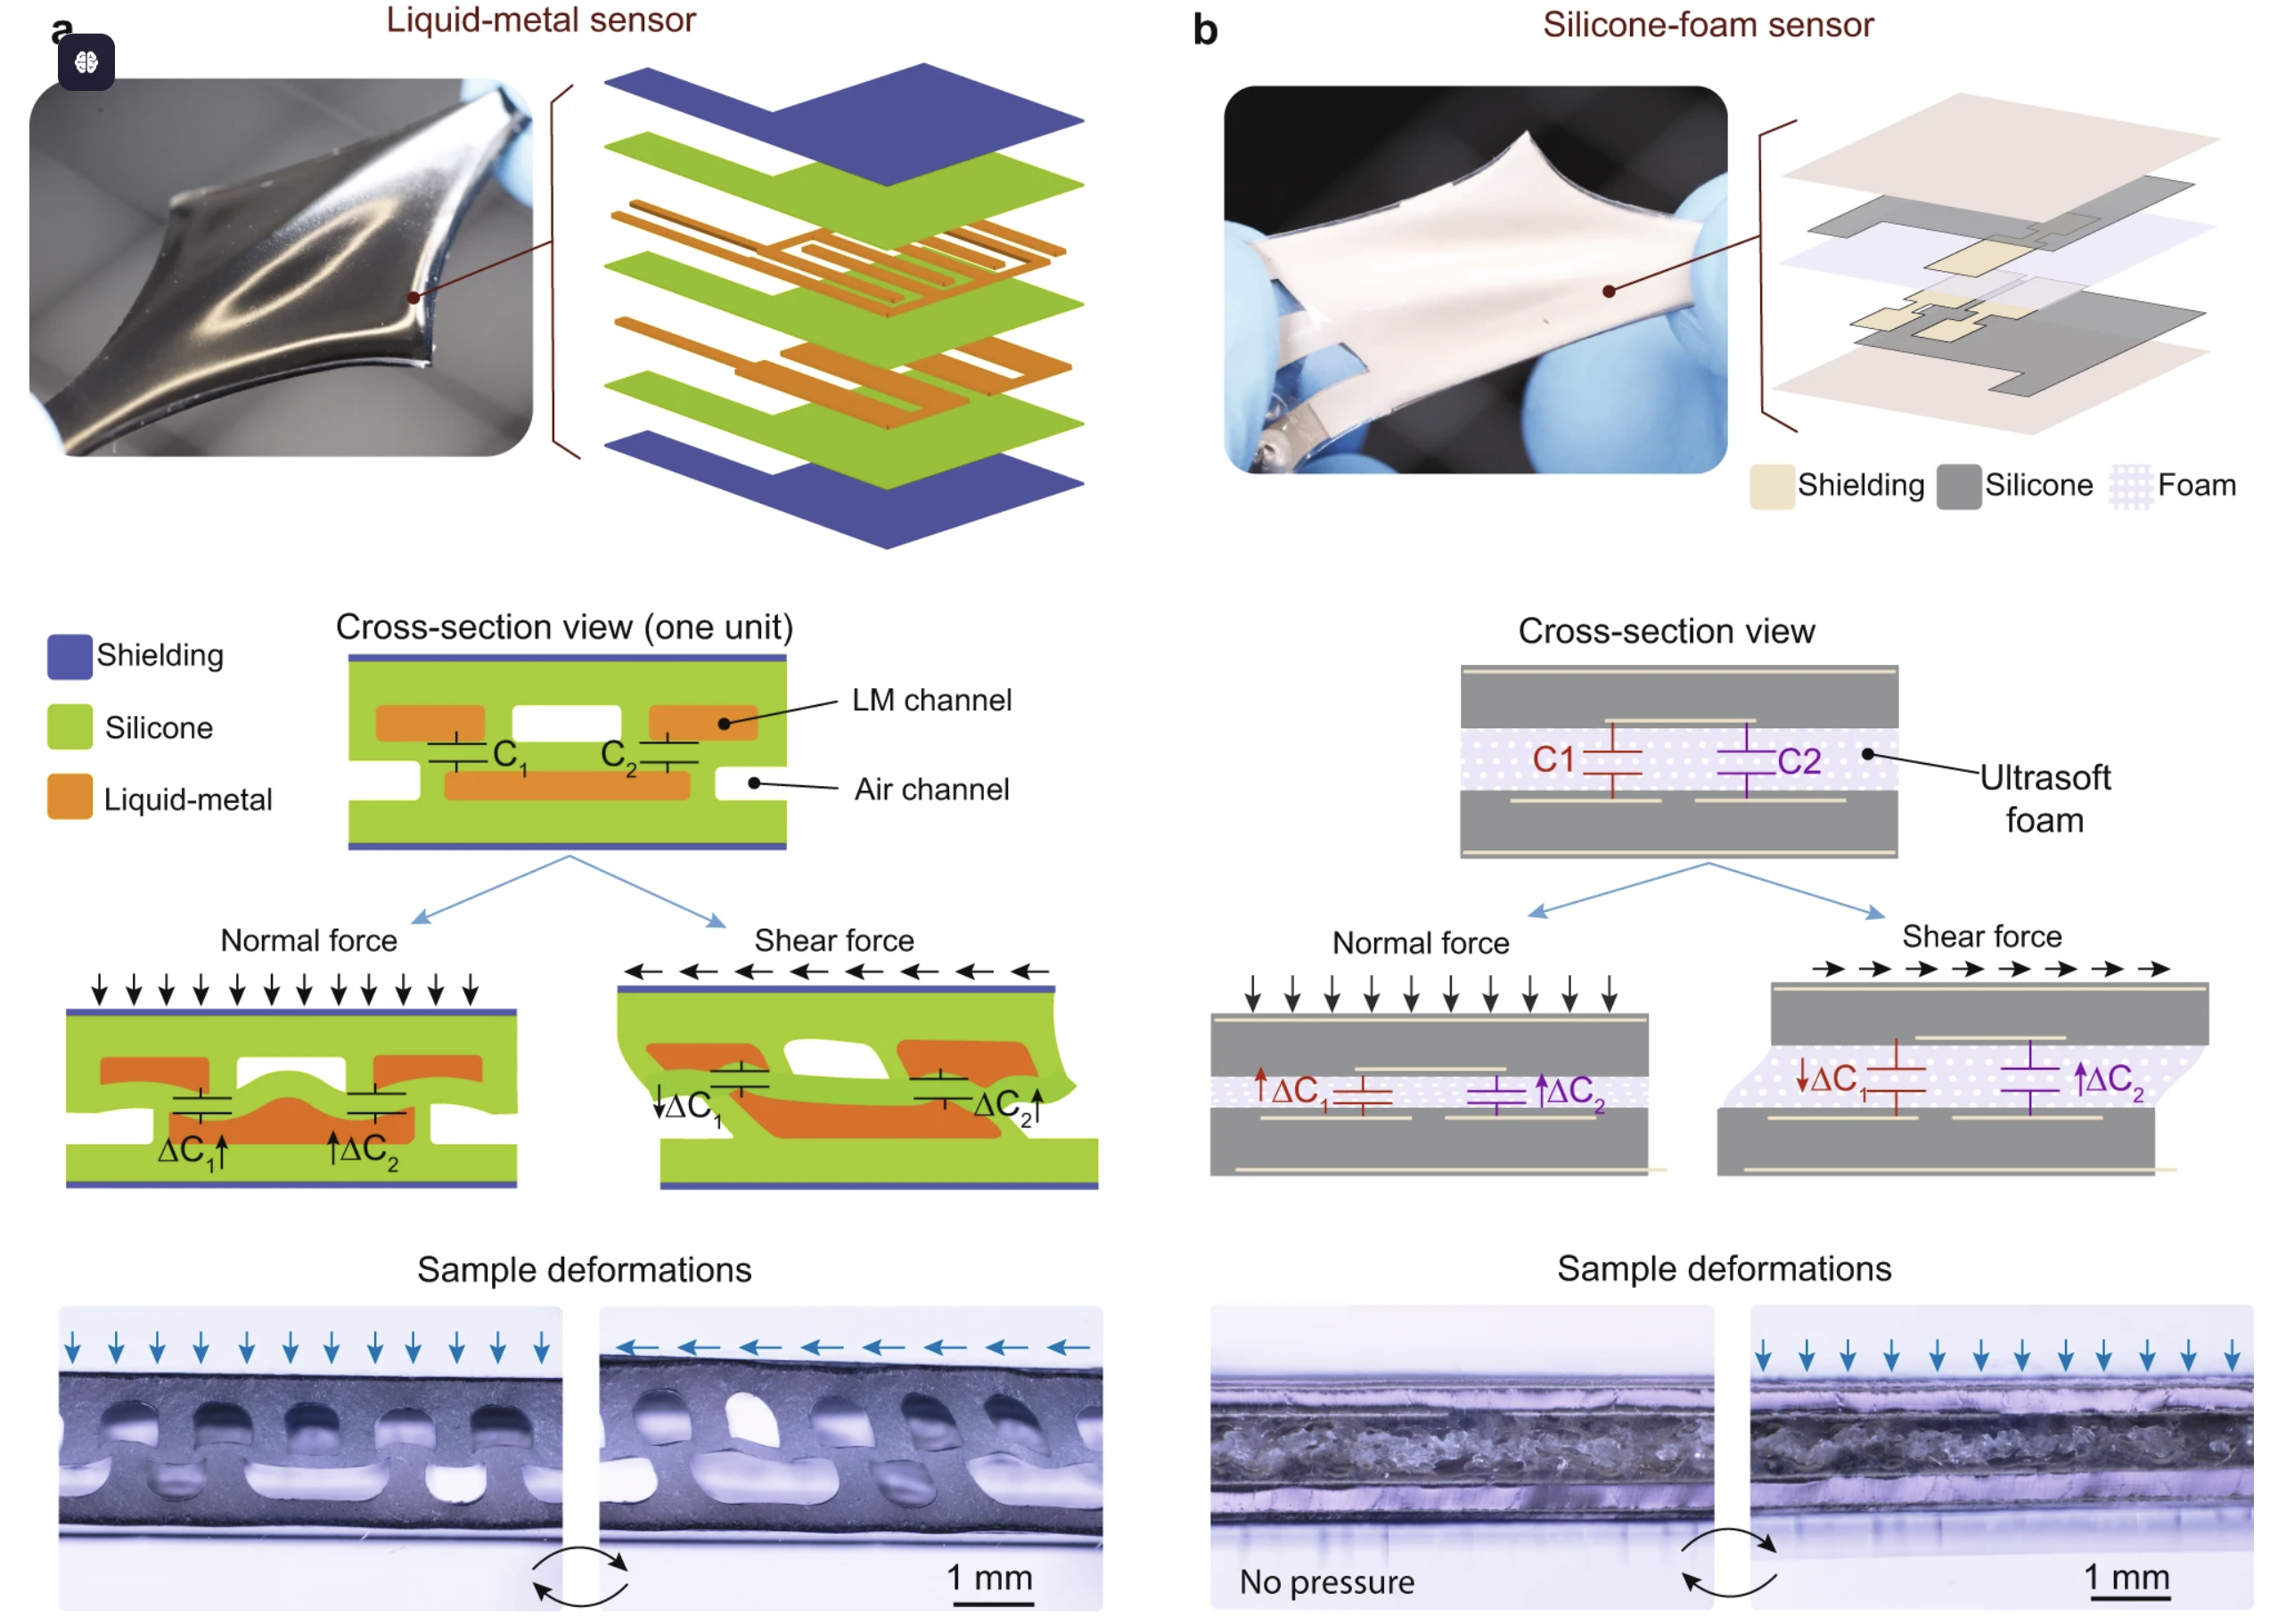 a
Liquid-metal sensor
Shielding
Silicone
Liquid-metal
Cross-section view (one unit)
LM channel
C1
C2
Air channel
Normal force
Shear force
ΔC1↑
↑ΔC2
↓ΔC1
ΔC2↑
Sample deformations
1 mm
b
Silicone-foam sensor
Shielding
Silicone
Foam
Cross-section view
C1
C2
Ultrasoft
foam
Normal force
Shear force
↑ΔC1
↑ΔC2
↓ΔC1
↑ΔC2
Sample deformations
No pressure
1 mm